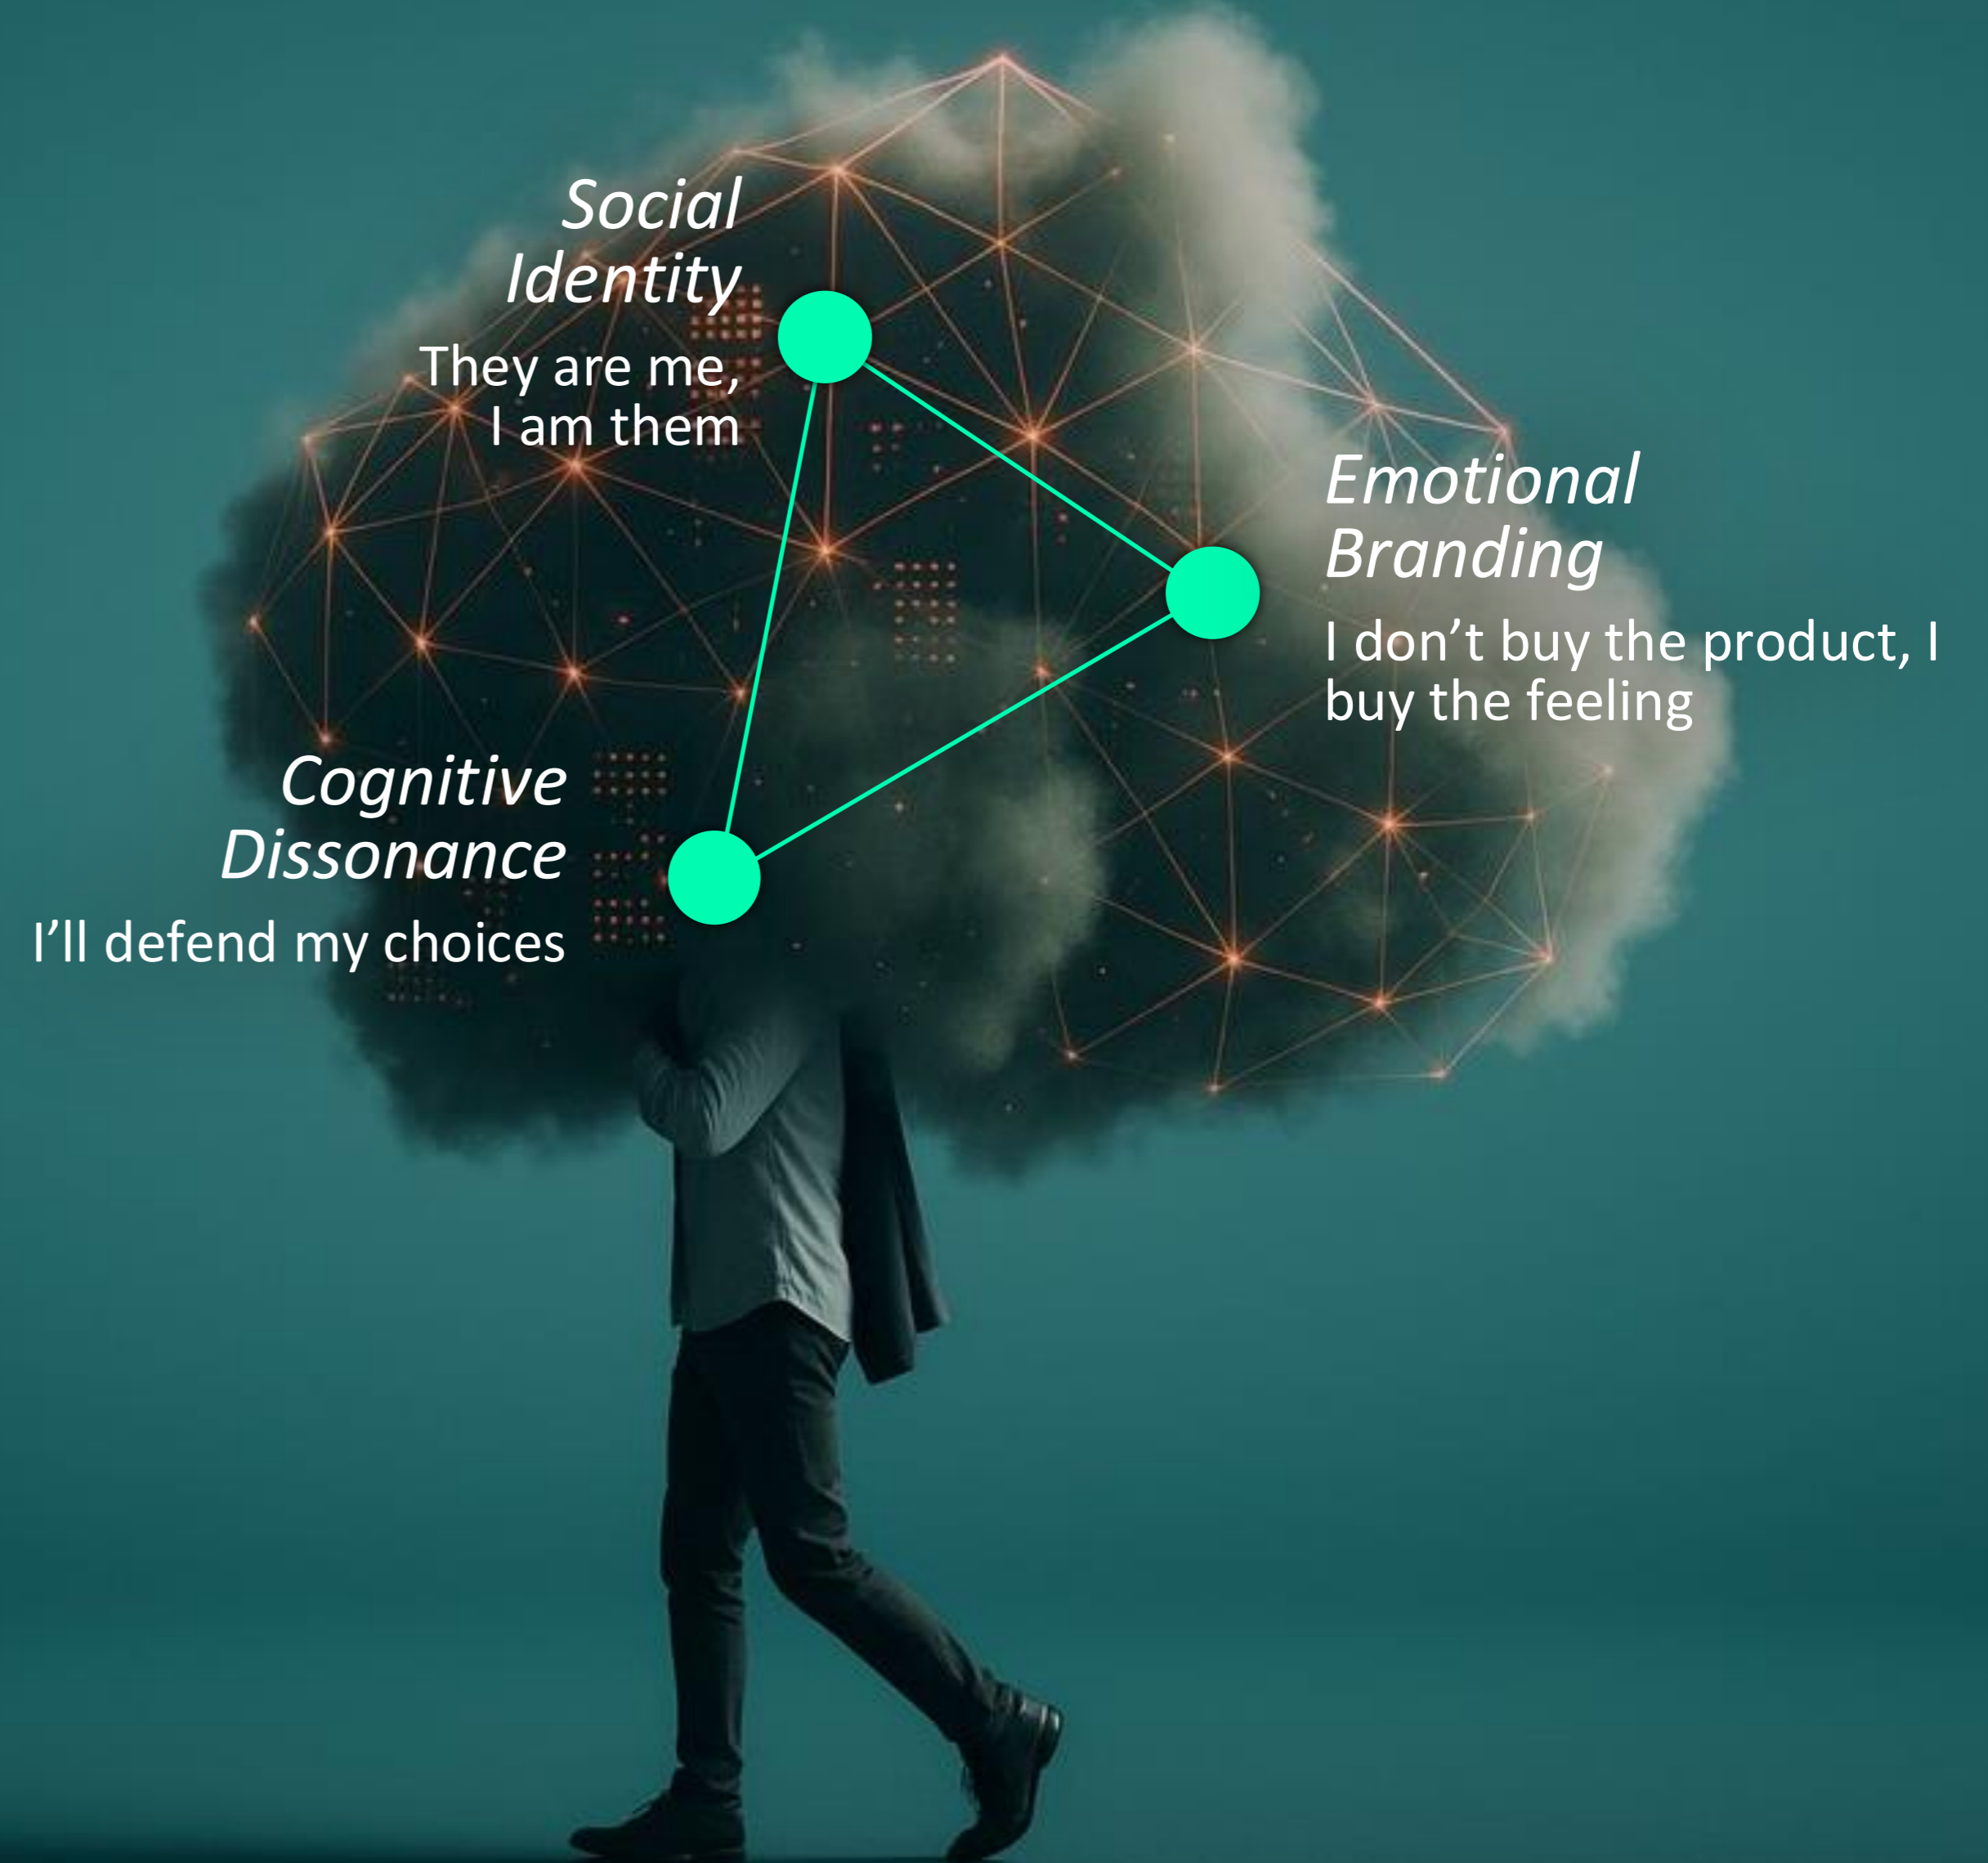 Social
Identity
They are me,
I am them
Emotional
Branding
I don’t buy the product, I
buy the feeling
Cognitive
Dissonance
I’ll defend my choices